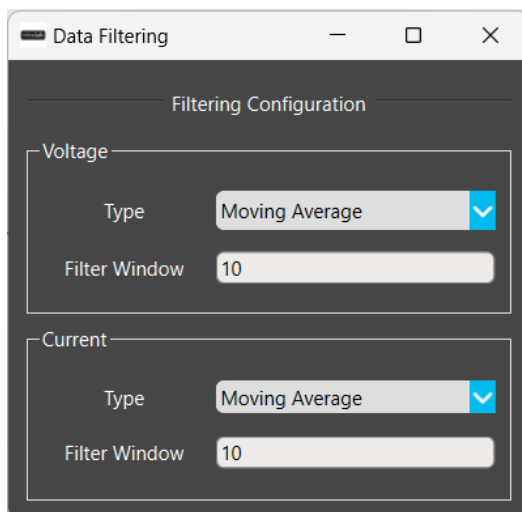 Data Filtering
Filtering Configuration
Voltage
Type Moving Average
Filter Window 10
Current
Type Moving Average
Filter Window 10